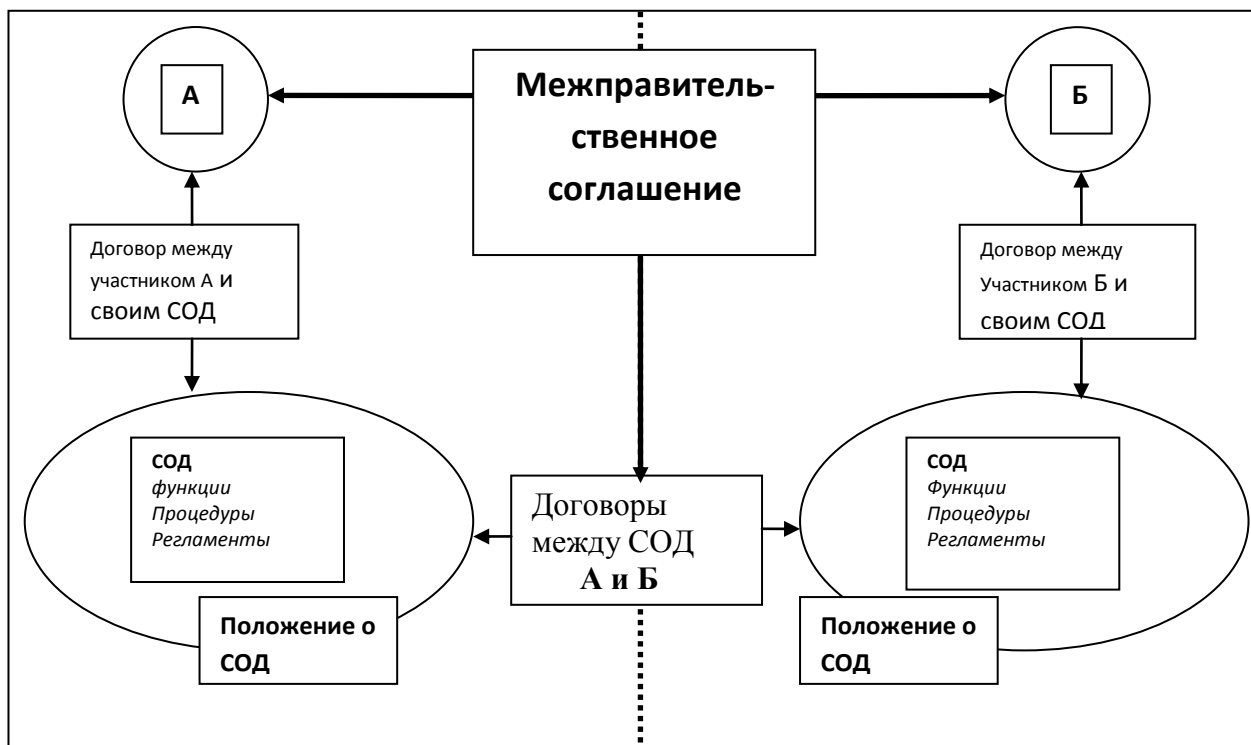 А
Межправитель-
ственное
соглашение
Б
Договор между
участником А и
своим СОД
Договор между
Участником Б и
своим СОД
СОД
функции
Процедуры
Регламенты
СОД
Функции
Процедуры
Регламенты
Договоры
между СОД
А и Б
Положение о
СОД
Положение о
СОД